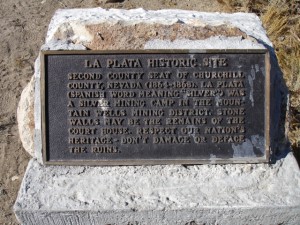 LA PLATA HISTORIC SITE
SECOND COUNTY SEAT OF CHURCHILL
COUNTY, NEVADA (1864-1868). LA PLATA
(SPANISH WORD MEANING "SILVER") WAS
A SILVER MINING CAMP IN THE MOUN-
TAIN WELLS MINING DISTRICT. STONE
WALLS MAY BE THE REMAINS OF THE
COURT HOUSE. RESPECT OUR NATION'S
HERITAGE - DON'T DAMAGE OR DEFACE
THE RUINS.